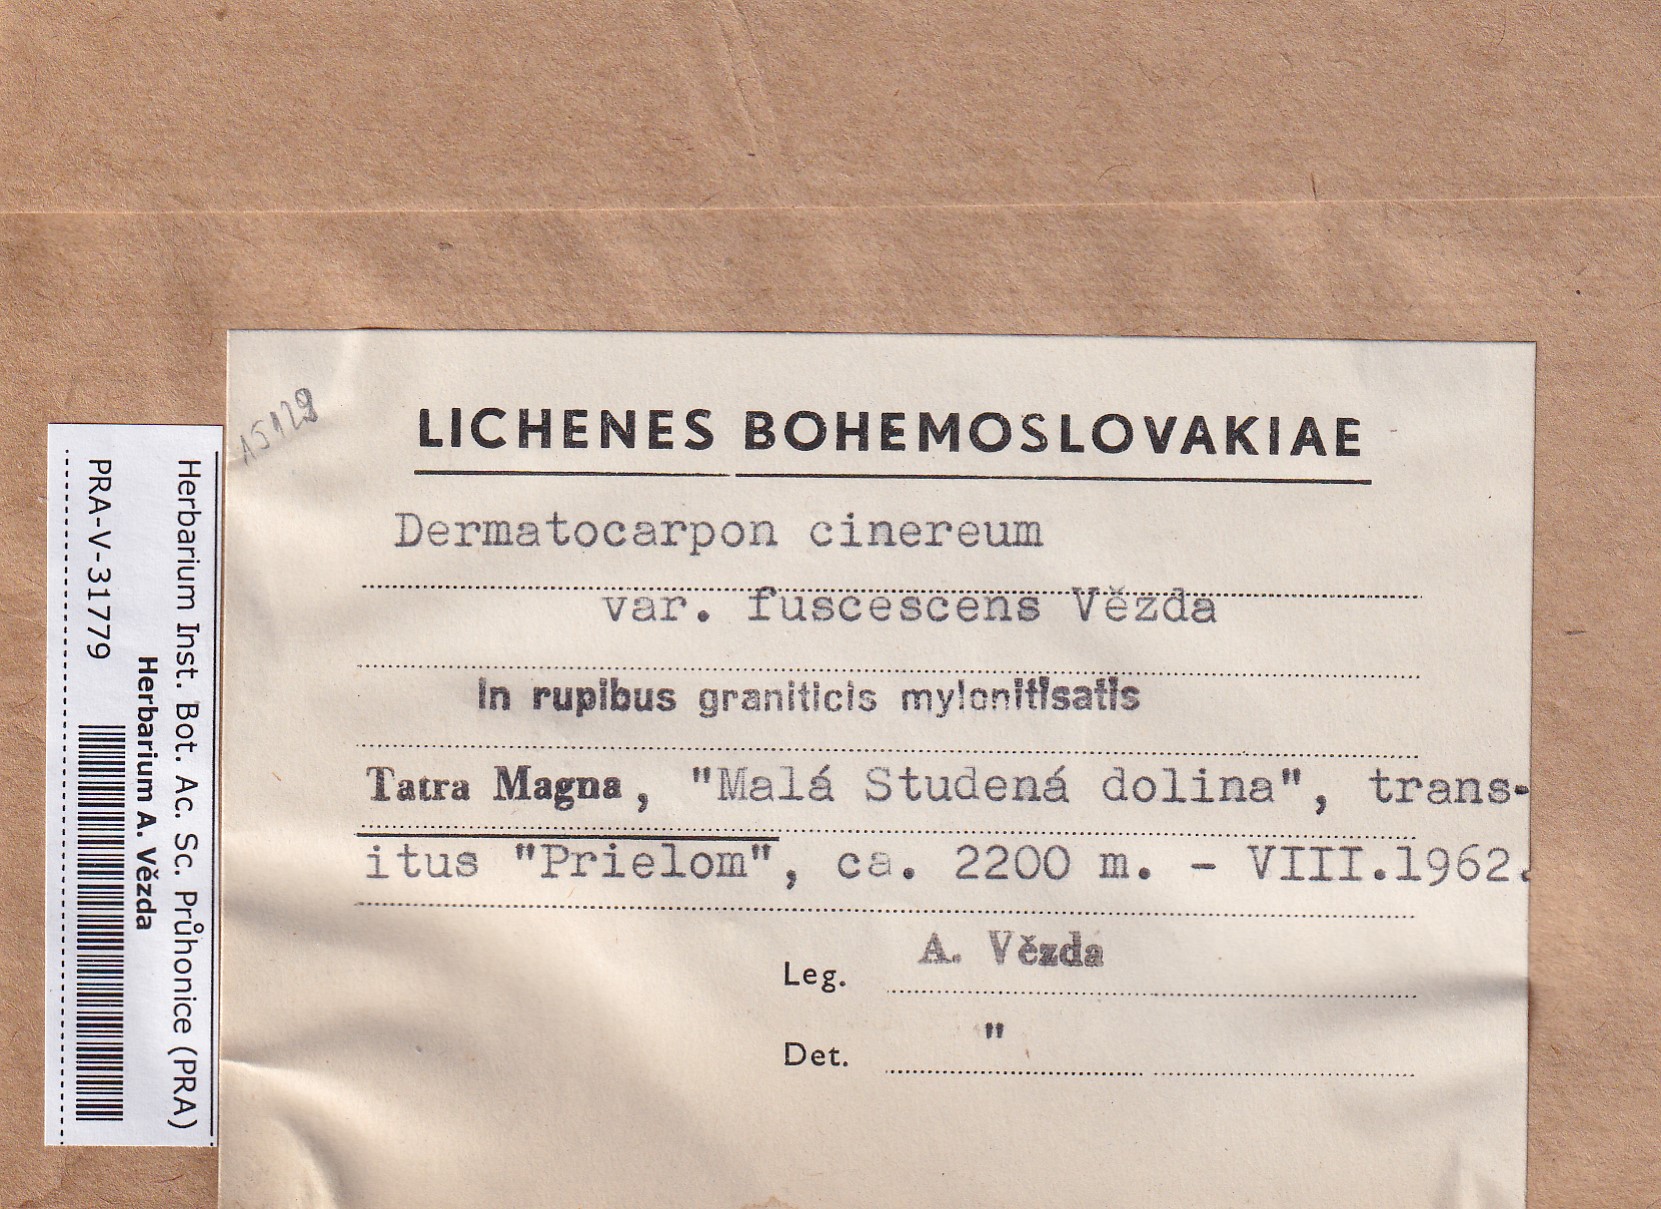 15129
LICHENES BOHEMOSLOVAKIAE
Dermatocarpon cinereum
var. fuscescens Vězda
in rupibus graniticis mylonitisatis
Tatra Magna, "Malá Studená dolina", trans-
itus "Prielom", ca. 2200 m. - VIII.1962.
Leg. A. Vězda
Det. "
Herbarium Inst. Bot. Ac. Sc. Průhonice (PRA)
Herbarium A. Vězda
PRA-V-31779